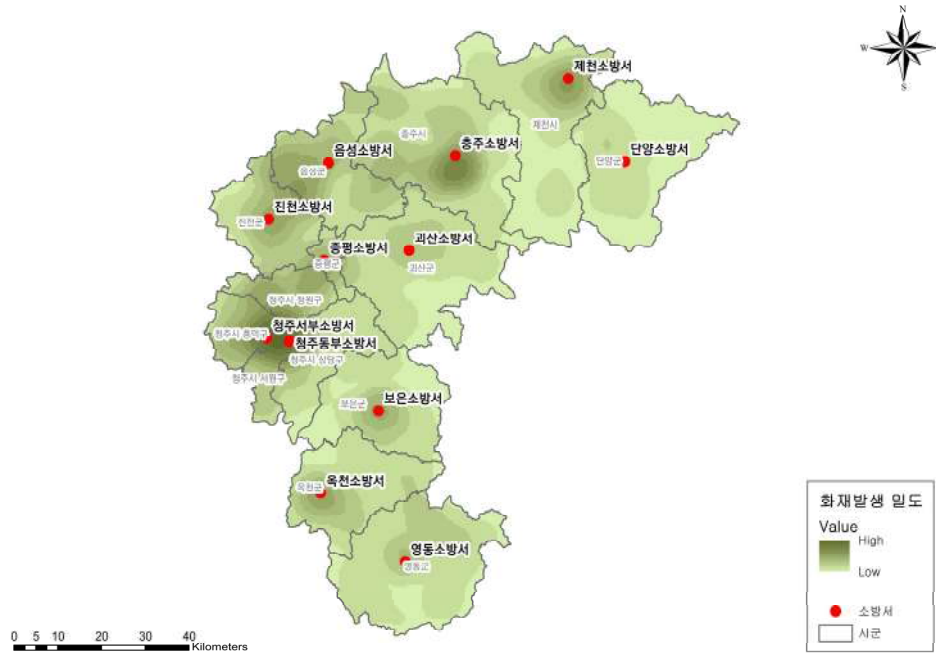 N
W
S
제천소방서
제천시
충주시
충주소방서
음성소방서
음성군
단양소방서
단양군
진천소방서
진천군
괴산소방서
괴산군
증평소방서
증평군
청주시 청원구
청주서부소방서
청주시 흥덕구
청주동부소방서
청주시 상당구
청주시 서원구
보은소방서
보은군
옥천소방서
옥천군
영동소방서
영동군
화재발생 밀도
Value
High
Low
소방서
시군
0 5 10 20 30 40
Kilometers